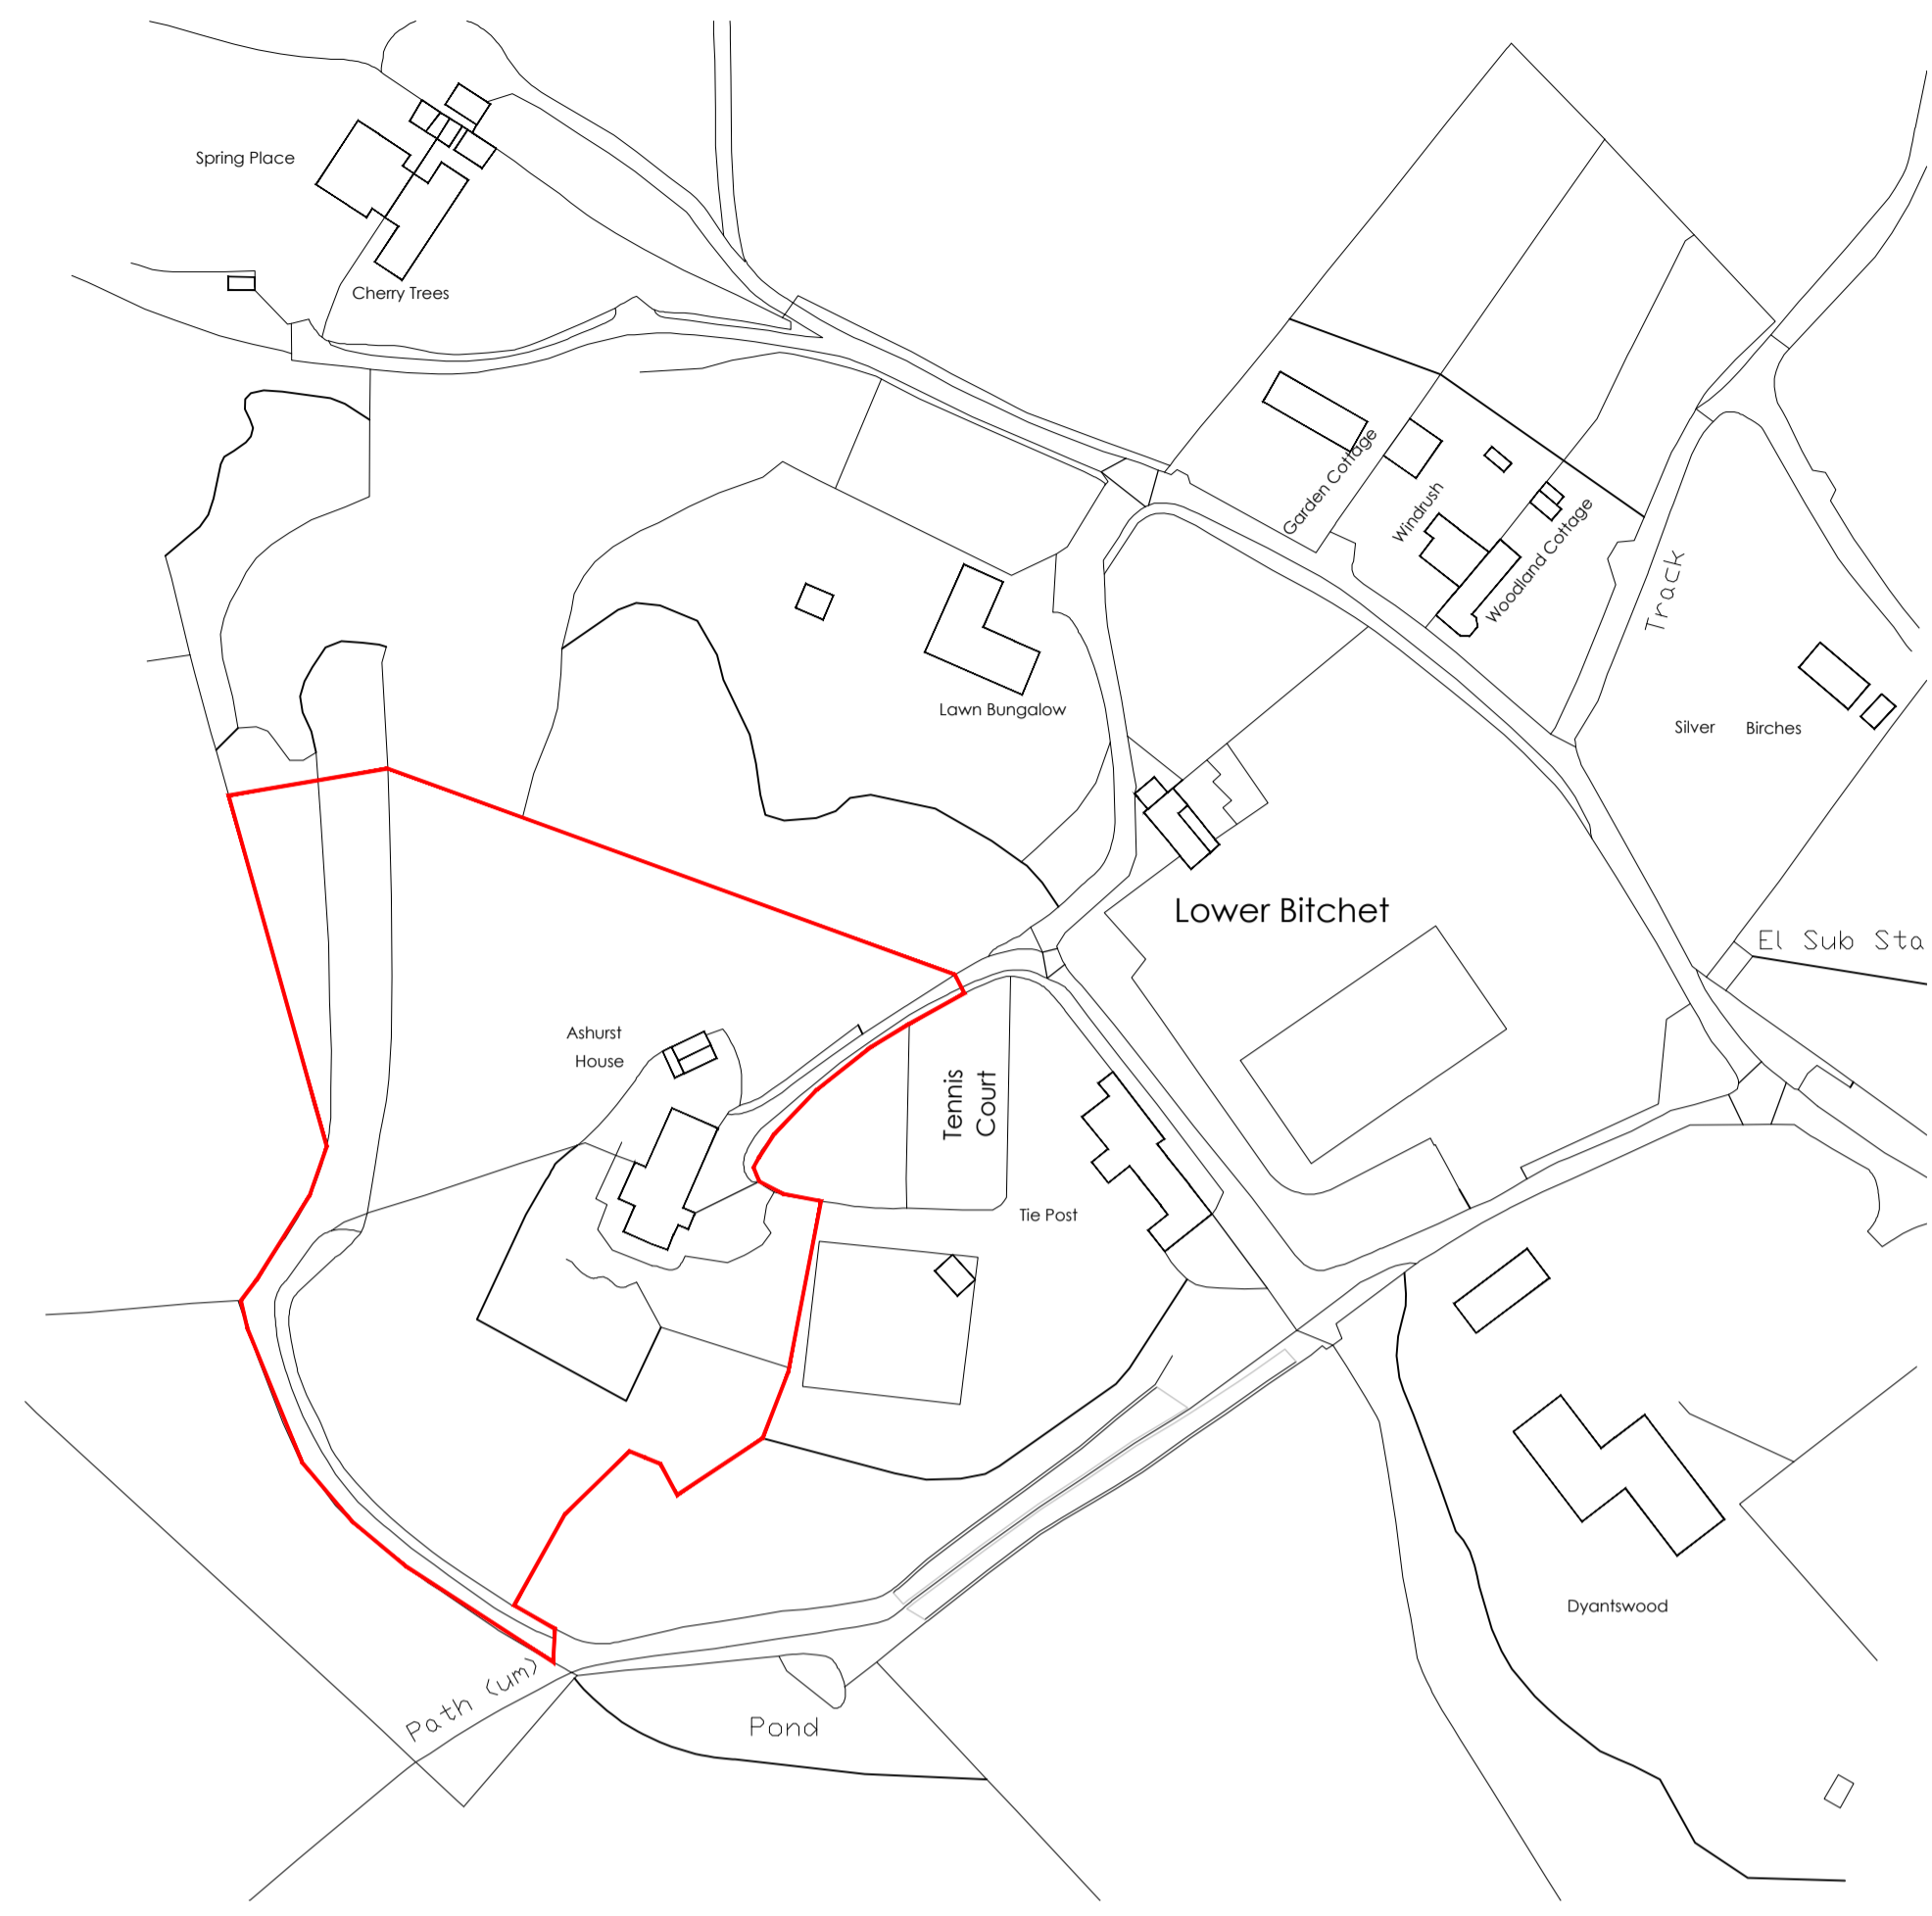 Spring Place
Cherry Trees
Garden Cottage
Windrush
Woodland Cottage
Track
Lawn Bungalow
Silver Birches
Lower Bitchet
El Sub Sta
Ashurst
House
Tennis
Court
Tie Post
Dyantswood
Path (um)
Pond